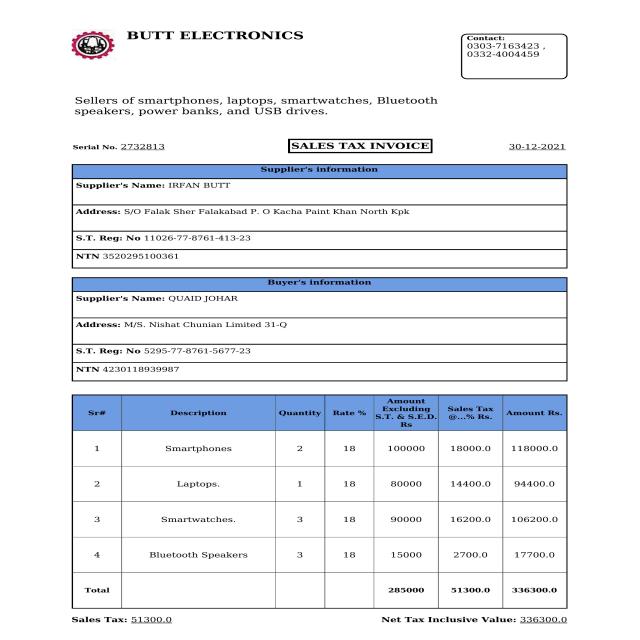 BUTT ELECTRONICS
Contact:
0303-7163423 ,
0332-4004459
Sellers of smartphones, laptops, smartwatches, Bluetooth
speakers, power banks, and USB drives.
Serial No. 2732813 SALES TAX INVOICE 30-12-2021
Supplier's information
Supplier's Name: IRFAN BUTT
Address: S/O Falak Sher Falakabad P. O Kacha Paint Khan North Kpk
S.T. Reg: No 11026-77-8761-413-23
NTN 3520295100361
Buyer's information
Supplier's Name: QUAID JOHAR
Address: M/S. Nishat Chunian Limited 31-Q
S.T. Reg: No 5295-77-8761-5677-23
NTN 4230118939987
Sr# Description Quantity Rate % Amount Excluding S.T. & S.E.D. Rs Sales Tax @...% Rs. Amount Rs.
1 Smartphones 2 18 100000 18000.0 118000.0
2 Laptops. 1 18 80000 14400.0 94400.0
3 Smartwatches. 3 18 90000 16200.0 106200.0
4 Bluetooth Speakers 3 18 15000 2700.0 17700.0
Total 285000 51300.0 336300.0
Sales Tax: 51300.0 Net Tax Inclusive Value: 336300.0